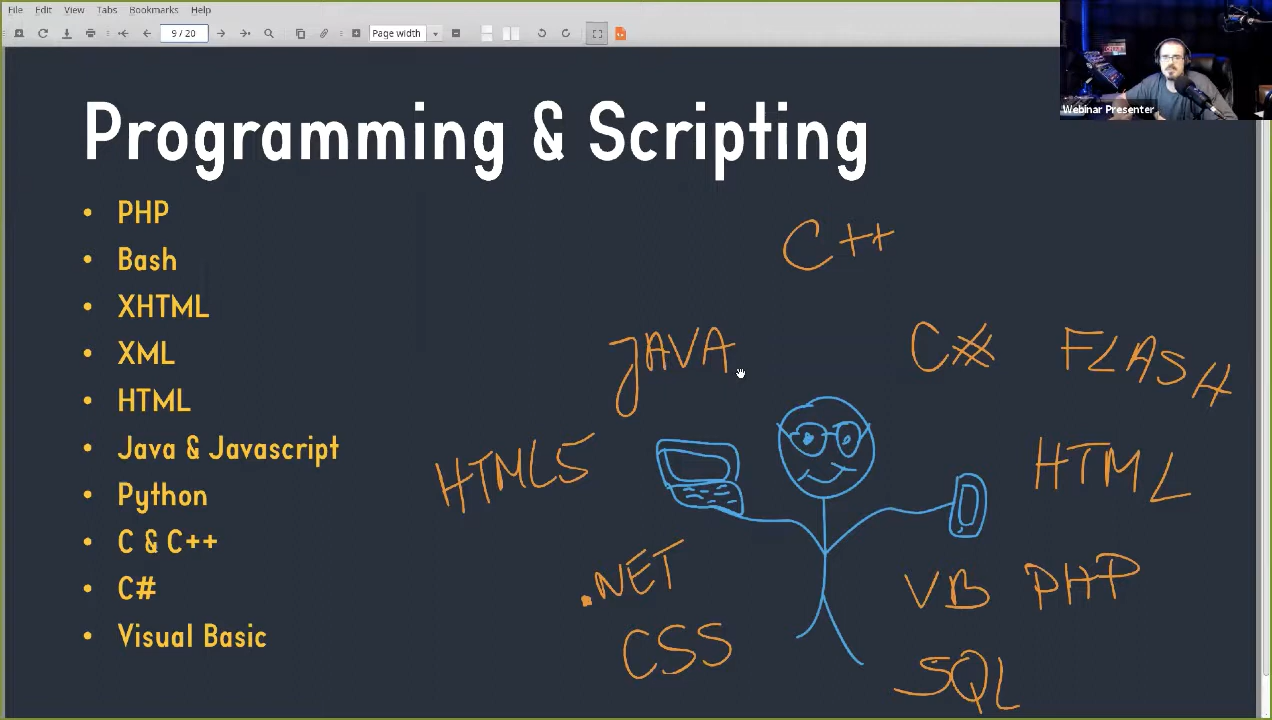 File Edit View Tabs Bookmarks Help
9 / 20
Page width
Webinar Presenter
Programming & Scripting
• PHP
• Bash
• XHTML
• XML
• HTML
• Java & Javascript
• Python
• C & C++
• C#
• Visual Basic
C++
JAVA
C#
FLASH
HTML5
HTML
.NET
VB
PHP
CSS
SQL